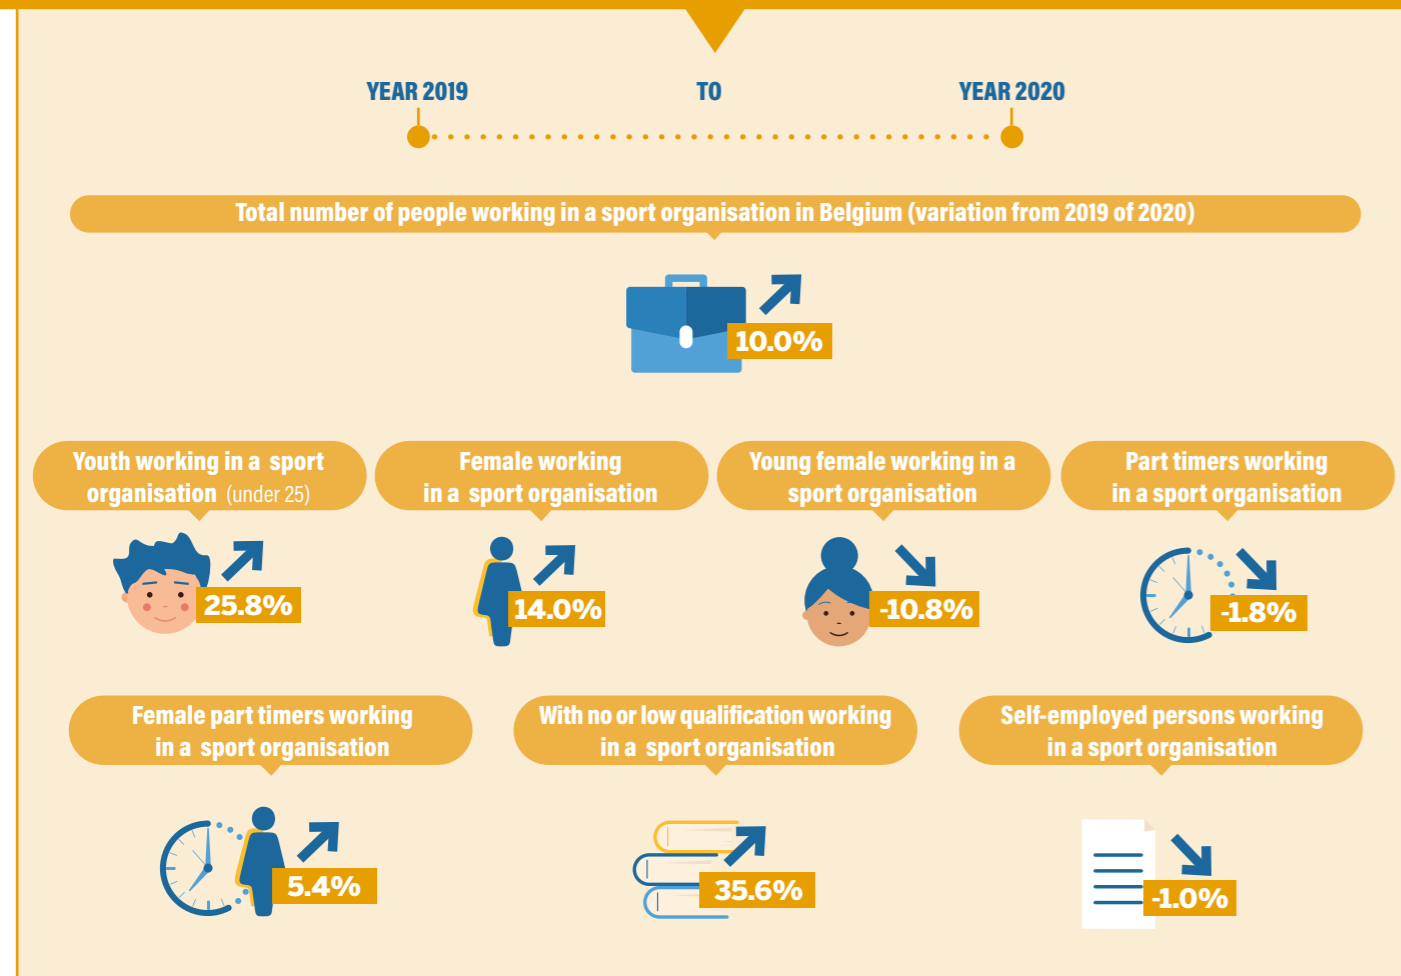 YEAR 2019 TO YEAR 2020
Total number of people working in a sport organisation in Belgium (variation from 2019 of 2020)
10.0%
Youth working in a sport
organisation (under 25)
25.8%
Female working
in a sport organisation
14.0%
Young female working in a
sport organisation
-10.8%
Part timers working
in a sport organisation
-1.8%
Female part timers working
in a sport organisation
5.4%
With no or low qualification working
in a sport organisation
35.6%
Self-employed persons working
in a sport organisation
-1.0%